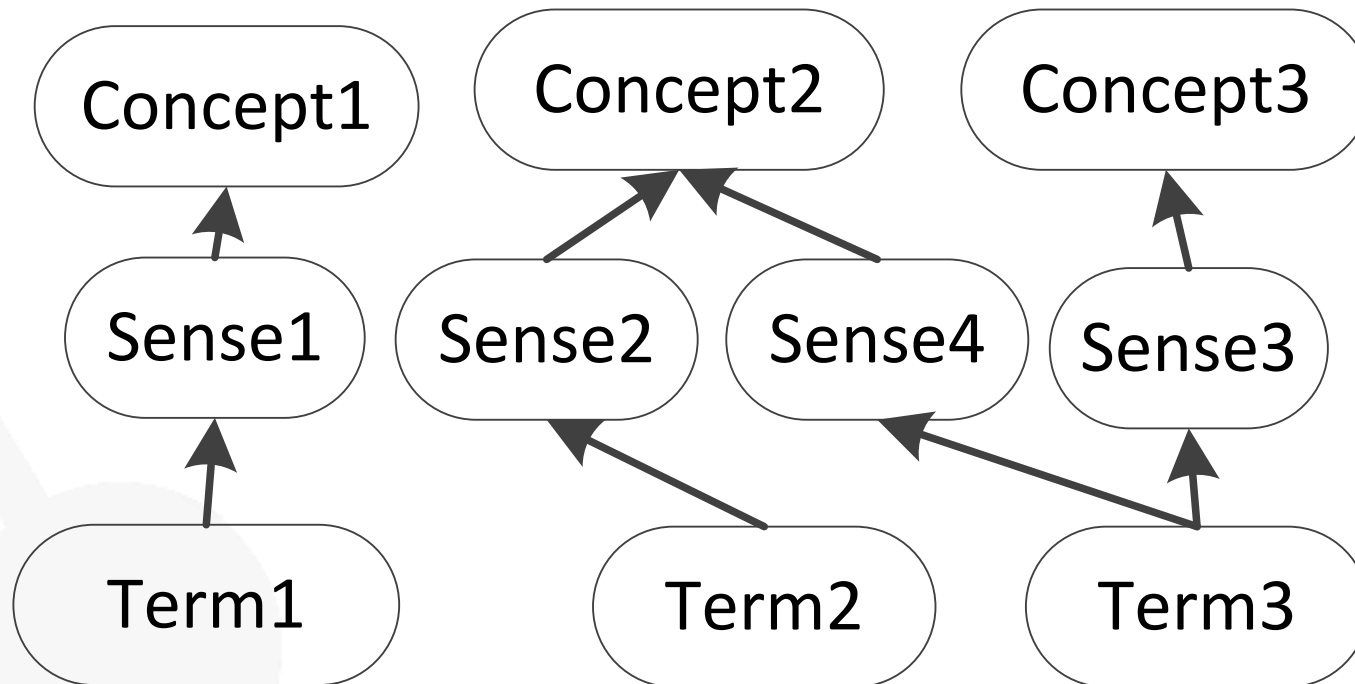 Concept1
Concept2
Concept3
Sense1
Sense2
Sense4
Sense3
Term1
Term2
Term3